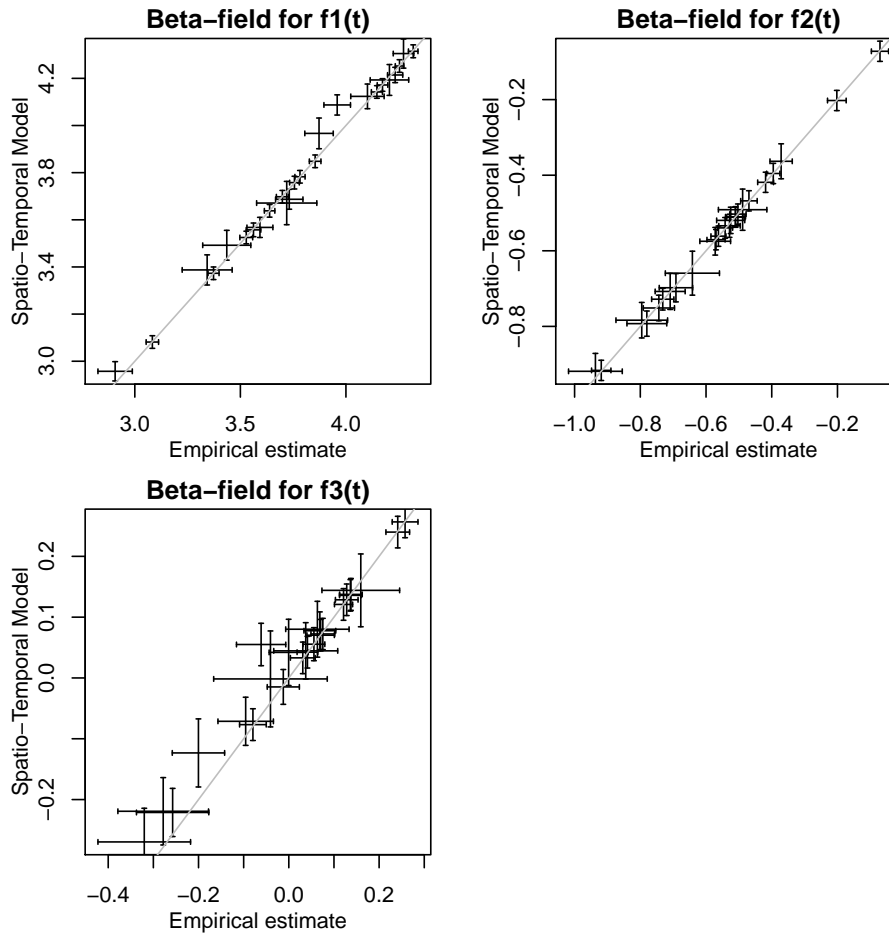 Beta−field for f1(t)
Spatio−Temporal Model
3.0 3.4 3.8 4.2
3.0 3.5 4.0
Empirical estimate
Beta−field for f2(t)
Spatio−Temporal Model
−0.8 −0.6 −0.4 −0.2
−1.0 −0.8 −0.6 −0.4 −0.2
Empirical estimate
Beta−field for f3(t)
Spatio−Temporal Model
−0.2 0.0 0.1 0.2
−0.4 −0.2 0.0 0.2
Empirical estimate